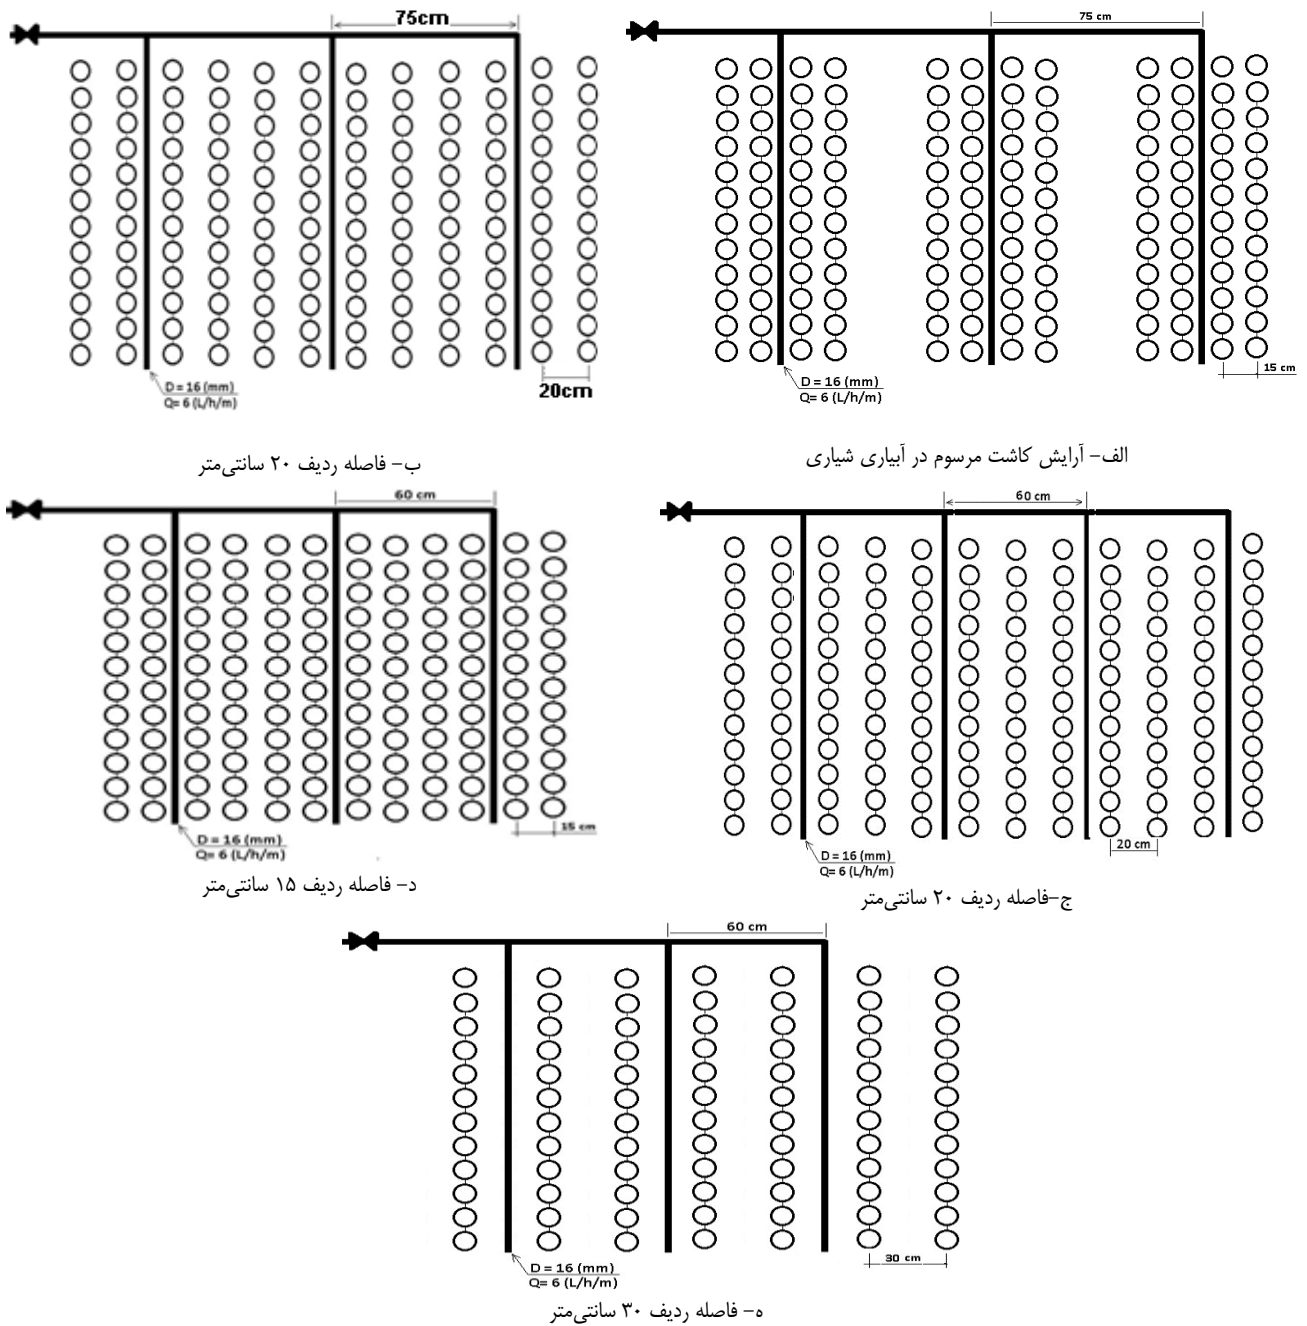 75 cm
D = 16 (mm)
Q= 6 (L/h/m)
15 cm
الف- آرایش کاشت مرسوم در آبیاری شیاری
75cm
D = 16 (mm)
Q= 6 (L/h/m)
20cm
ب- فاصله ردیف ۲۰ سانتی‌متر
60 cm
D = 16 (mm)
Q= 6 (L/h/m)
20 cm
ج-فاصله ردیف ۲۰ سانتی‌متر
60 cm
D = 16 (mm)
Q= 6 (L/h/m)
15 cm
د- فاصله ردیف ۱۵ سانتی‌متر
60 cm
D = 16 (mm)
Q= 6 (L/h/m)
30 cm
ه- فاصله ردیف ۳۰ سانتی‌متر